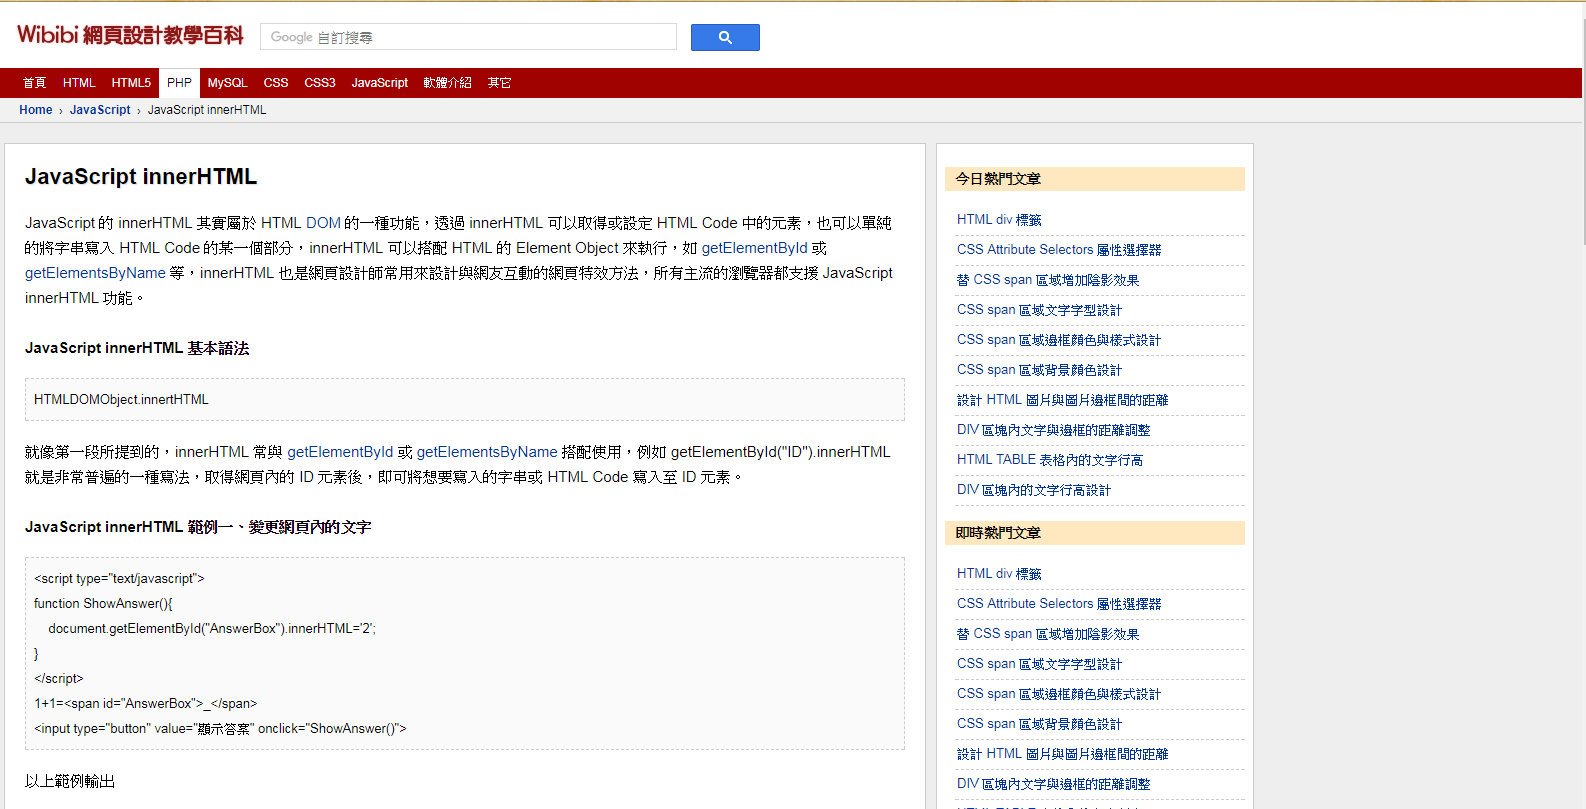 Wibibi 網頁設計教學百科
Google 自訂搜尋
首頁 HTML HTML5 PHP MySQL CSS CSS3 JavaScript 軟體介紹 其它
Home › JavaScript › JavaScript innerHTML
JavaScript innerHTML
JavaScript 的 innerHTML 其實屬於 HTML DOM 的一種功能，透過 innerHTML 可以取得或設定 HTML Code 中的元素，也可以單純
的將字串寫入 HTML Code 的某一個部分，innerHTML 可以搭配 HTML 的 Element Object 來執行，如 getElementById 或
getElementsByName 等，innerHTML 也是網頁設計師常用來設計與網友互動的網頁特效方法，所有主流的瀏覽器都支援 JavaScript
innerHTML 功能。
JavaScript innerHTML 基本語法
HTMLDOMObject.innertHTML
就像第一段所提到的，innerHTML 常與 getElementById 或 getElementsByName 搭配使用，例如 getElementById("ID").innerHTML
就是非常普遍的一種寫法，取得網頁內的 ID 元素後，即可將想要寫入的字串或 HTML Code 寫入至 ID 元素。
JavaScript innerHTML 範例一、變更網頁內的文字
<script type="text/javascript">
function ShowAnswer(){
document.getElementById("AnswerBox").innerHTML='2';
}
</script>
1+1=<span id="AnswerBox">_</span>
<input type="button" value="顯示答案" onclick="ShowAnswer()">
以上範例輸出
今日熱門文章
HTML div 標籤
CSS Attribute Selectors 屬性選擇器
替 CSS span 區域增加陰影效果
CSS span 區域文字字型設計
CSS span 區域邊框顏色與樣式設計
CSS span 區域背景顏色設計
設計 HTML 圖片與圖片邊框間的距離
DIV 區塊內文字與邊框的距離調整
HTML TABLE 表格內的文字行高
DIV 區塊內的文字行高設計
即時熱門文章
HTML div 標籤
CSS Attribute Selectors 屬性選擇器
替 CSS span 區域增加陰影效果
CSS span 區域文字字型設計
CSS span 區域邊框顏色與樣式設計
CSS span 區域背景顏色設計
設計 HTML 圖片與圖片邊框間的距離
DIV 區塊內文字與邊框的距離調整